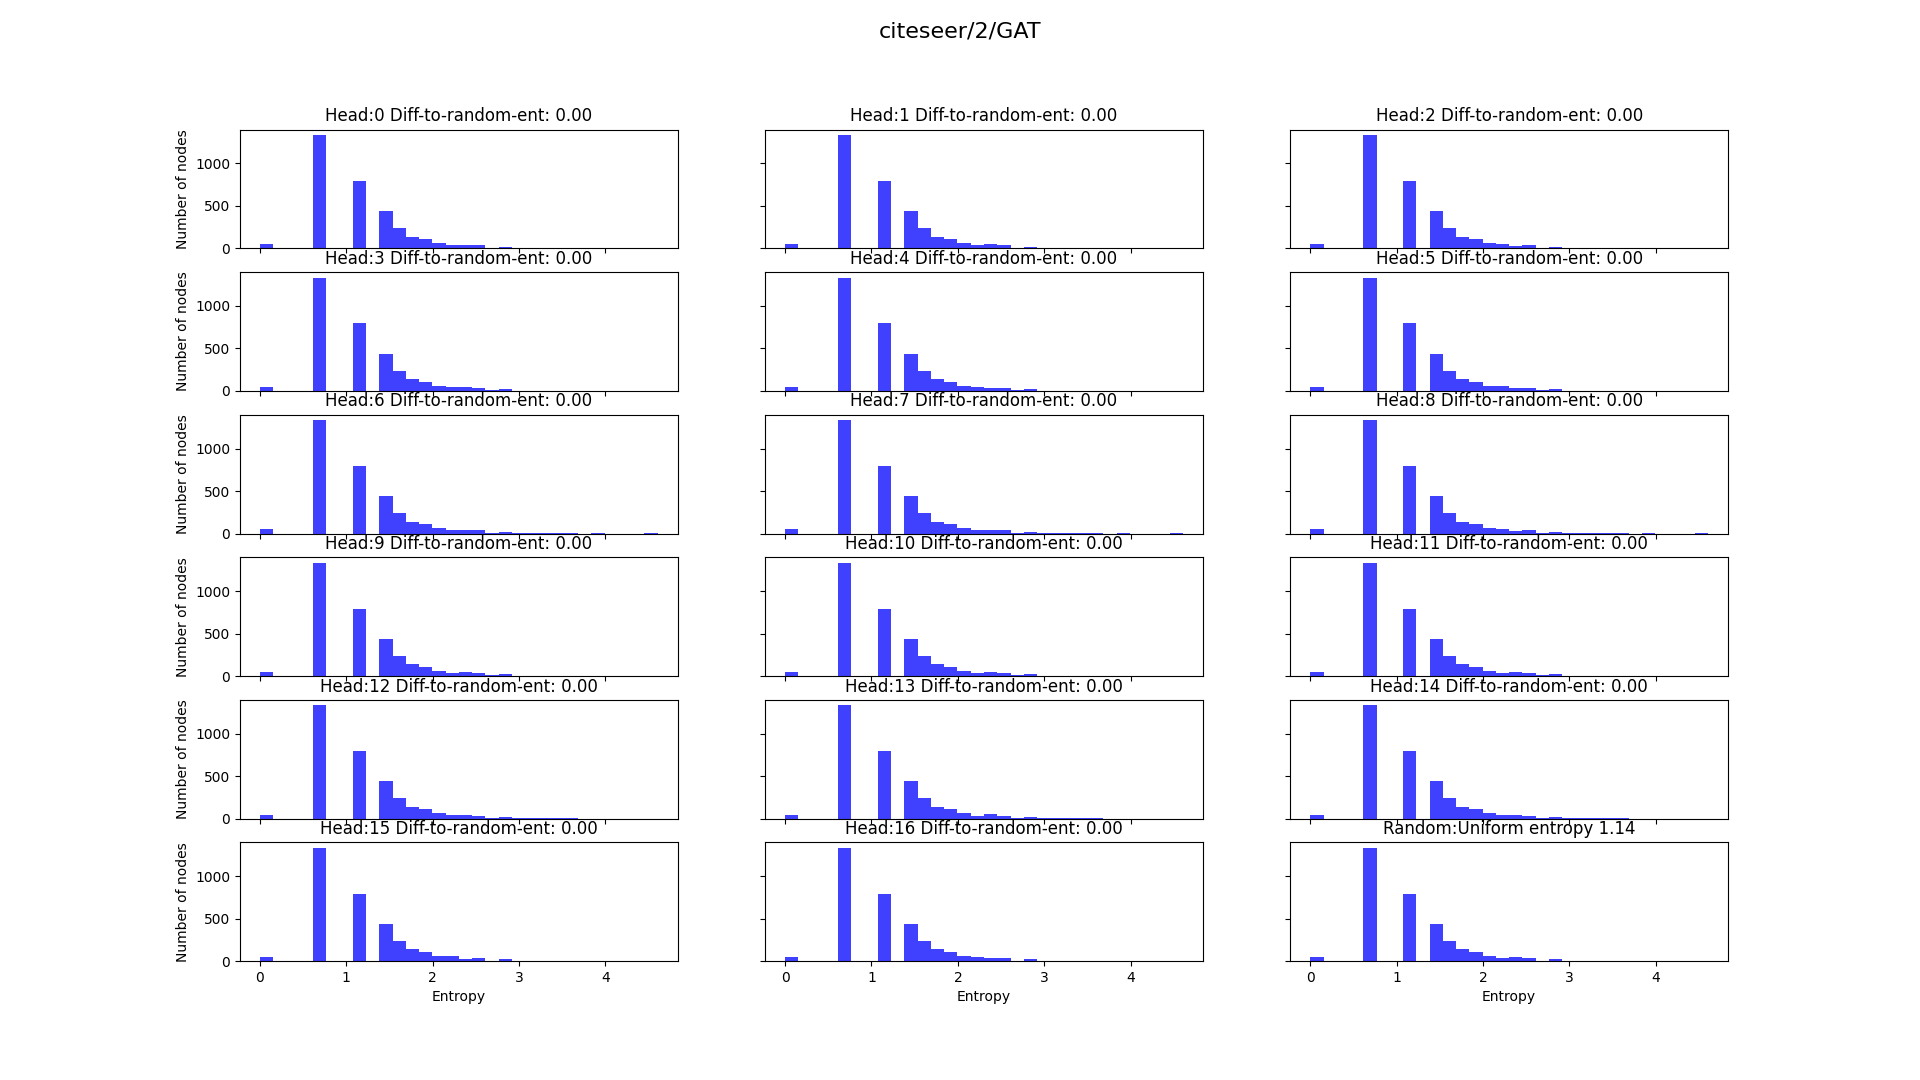 citeseer/2/GAT
Head:0 Diff-to-random-ent: 0.00
Head:1 Diff-to-random-ent: 0.00
Head:2 Diff-to-random-ent: 0.00
Number of nodes
1000
500
0
Head:3 Diff-to-random-ent: 0.00
Head:4 Diff-to-random-ent: 0.00
Head:5 Diff-to-random-ent: 0.00
Number of nodes
1000
500
0
Head:6 Diff-to-random-ent: 0.00
Head:7 Diff-to-random-ent: 0.00
Head:8 Diff-to-random-ent: 0.00
Number of nodes
1000
500
0
Head:9 Diff-to-random-ent: 0.00
Head:10 Diff-to-random-ent: 0.00
Head:11 Diff-to-random-ent: 0.00
Number of nodes
1000
500
0
Head:12 Diff-to-random-ent: 0.00
Head:13 Diff-to-random-ent: 0.00
Head:14 Diff-to-random-ent: 0.00
Number of nodes
1000
500
0
Head:15 Diff-to-random-ent: 0.00
Head:16 Diff-to-random-ent: 0.00
Random:Uniform entropy 1.14
Number of nodes
1000
500
0
0 1 2 3 4
Entropy
0 1 2 3 4
Entropy
0 1 2 3 4
Entropy